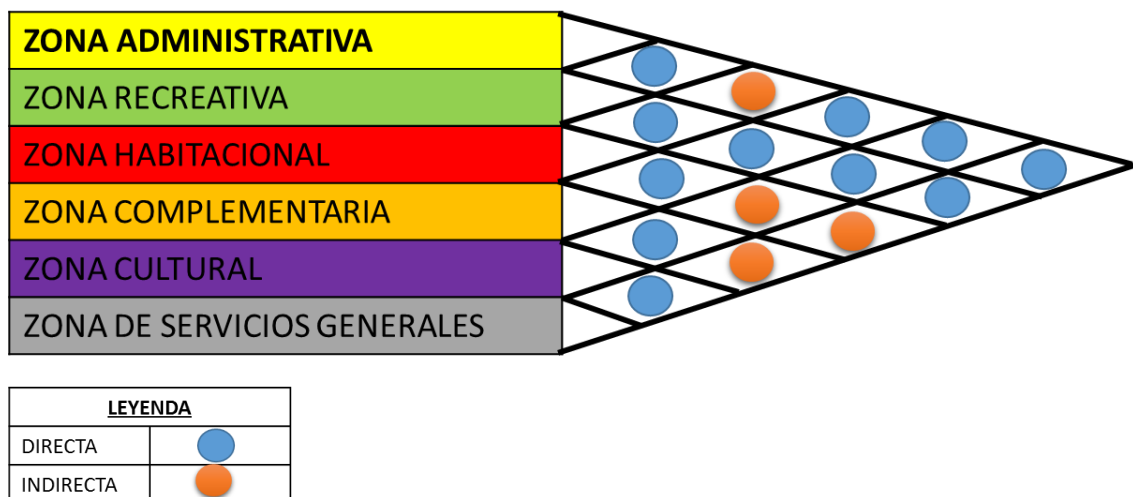 ZONA ADMINISTRATIVA
ZONA RECREATIVA
ZONA HABITACIONAL
ZONA COMPLEMENTARIA
ZONA CULTURAL
ZONA DE SERVICIOS GENERALES
LEYENDA
DIRECTA
INDIRECTA